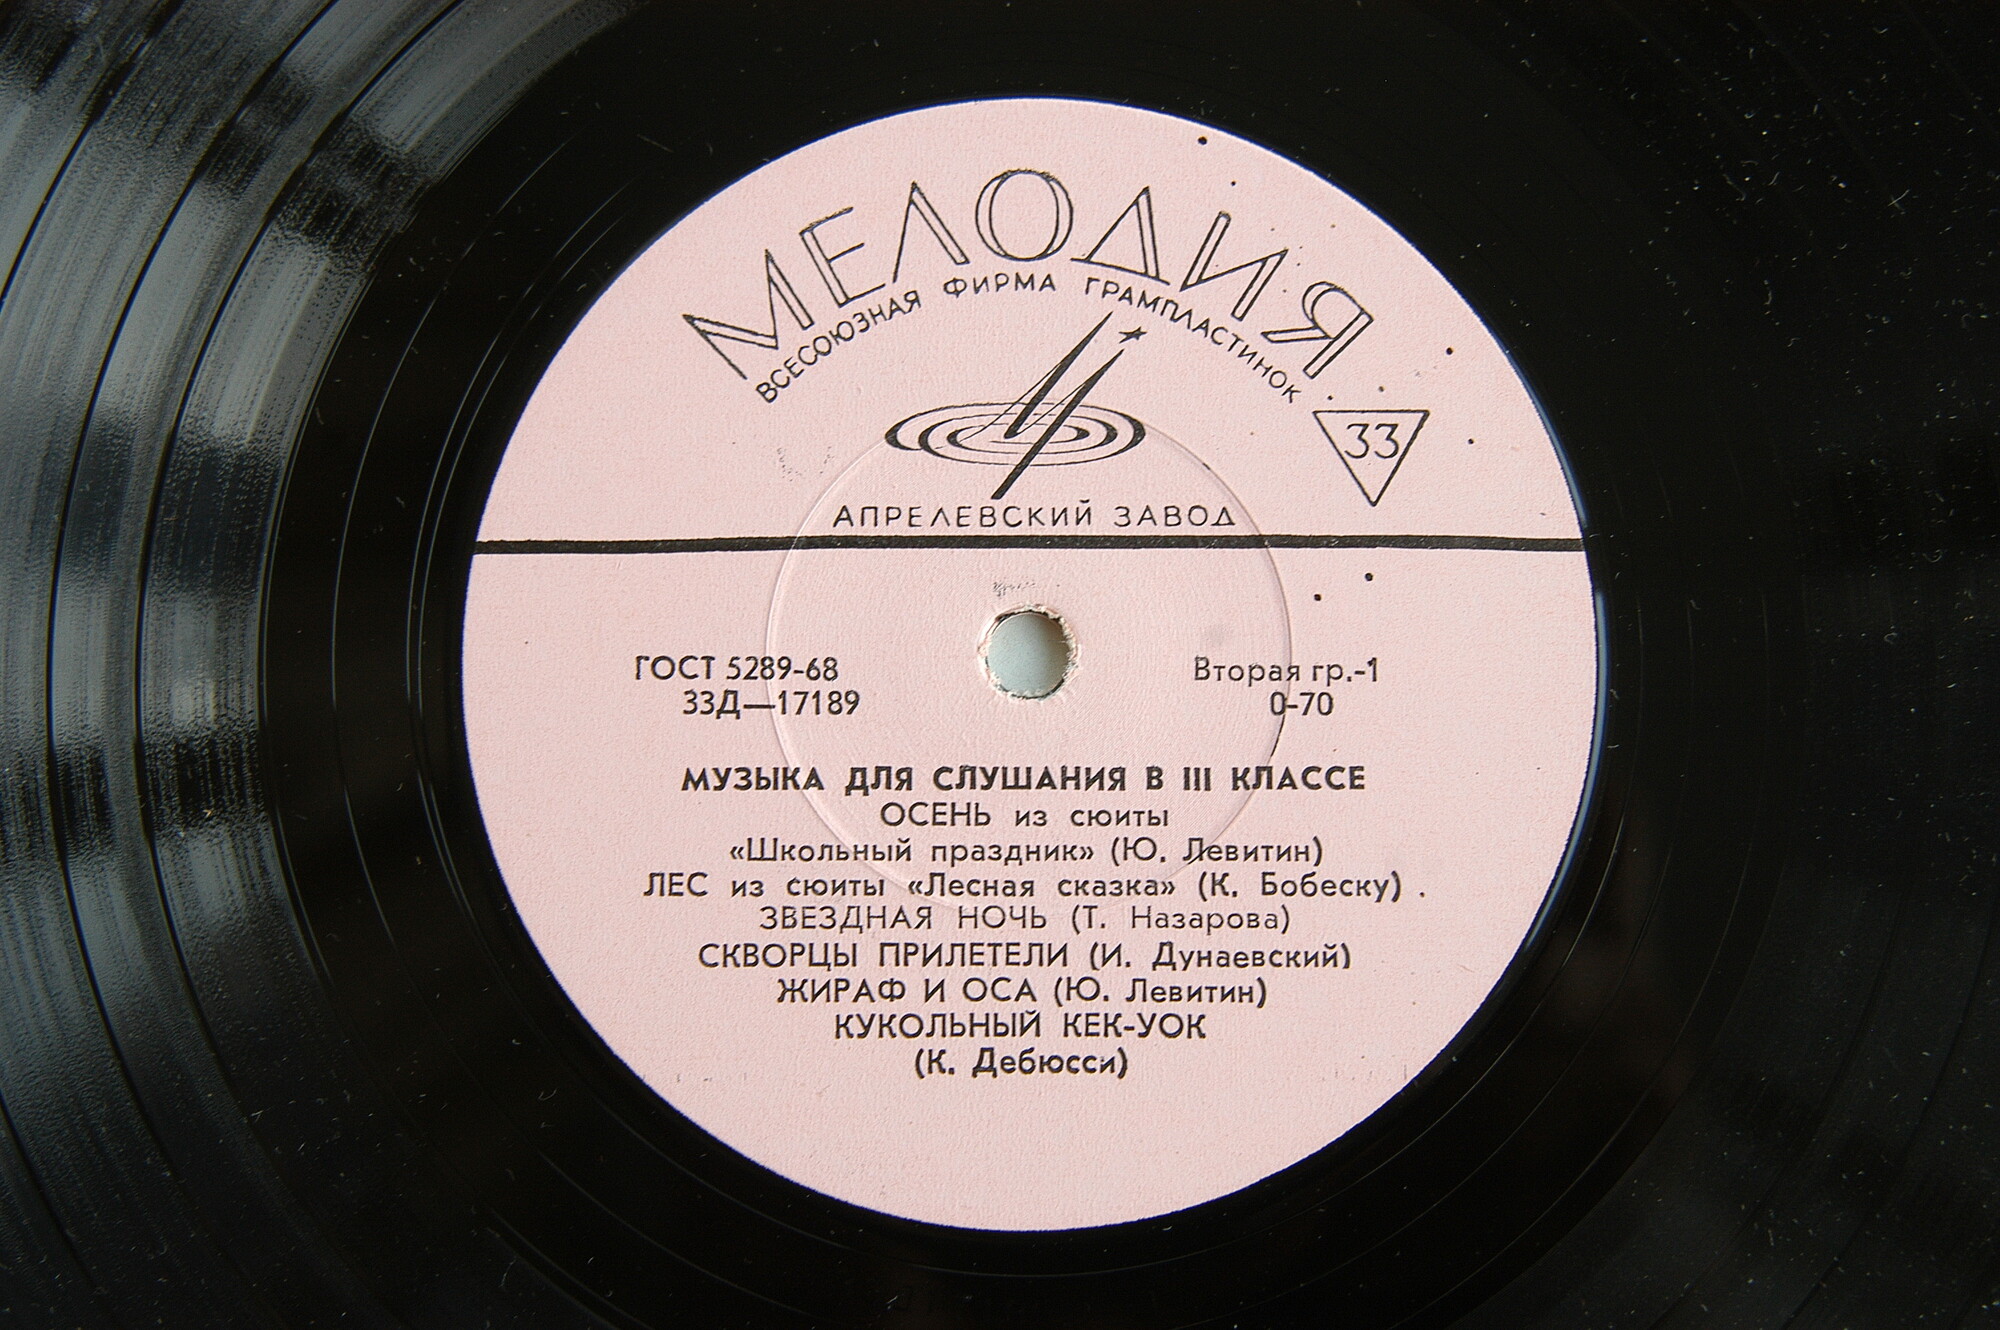 МЕЛОДИЯ
ВСЕСОЮЗНАЯ ФИРМА ГРАМПЛАСТИНОК
33
АПРЕЛЕВСКИЙ ЗАВОД
ГОСТ 5289-68
33Д—17189
Вторая гр.-1
0-70
МУЗЫКА ДЛЯ СЛУШАНИЯ В III КЛАССЕ
ОСЕНЬ из сюиты
«Школьный праздник» (Ю. Левитин)
ЛЕС из сюиты «Лесная сказка» (К. Бобеску) .
ЗВЕЗДНАЯ НОЧЬ (Т. Назарова)
СКВОРЦЫ ПРИЛЕТЕЛИ (И. Дунаевский)
ЖИРАФ И ОСА (Ю. Левитин)
КУКОЛЬНЫЙ КЕК-УОК
(К. Дебюсси)